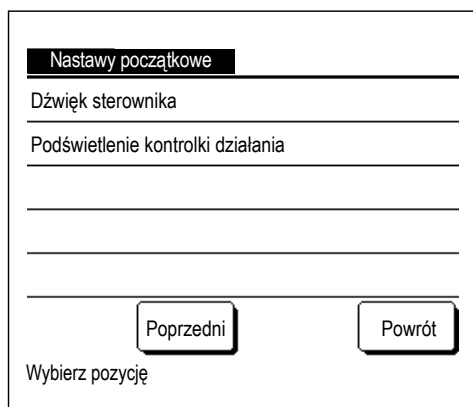 Nastawy początkowe
Dźwięk sterownika
Podświetlenie kontrolki działania
Poprzedni Powrót
Wybierz pozycję